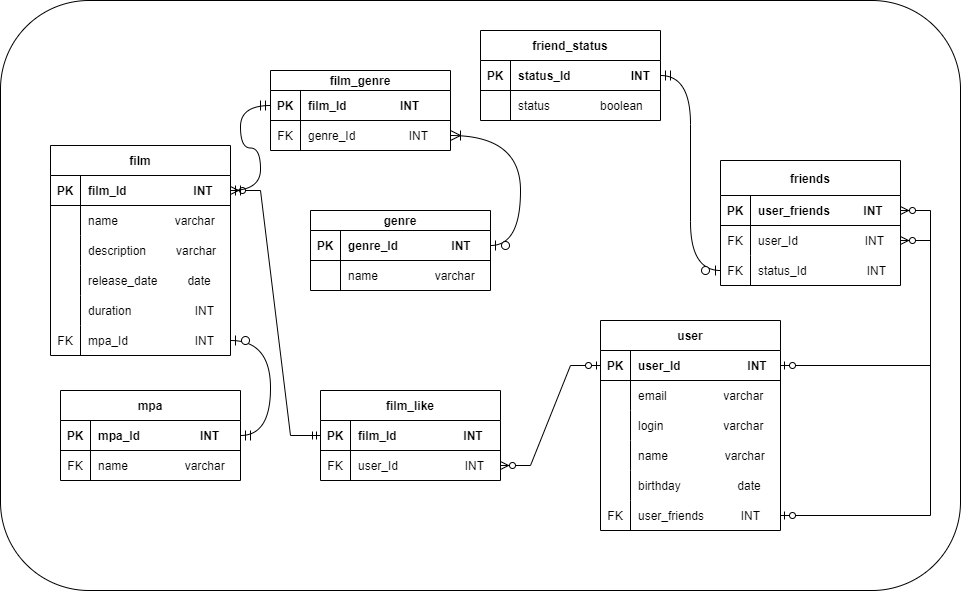 friend_status
PK status_Id INT
status boolean
film_genre
PK film_Id INT
FK genre_Id INT
film
PK film_Id INT
name varchar
description varchar
release_date date
duration INT
FK mpa_Id INT
genre
PK genre_Id INT
name varchar
friends
PK user_friends INT
FK user_Id INT
FK status_Id INT
mpa
PK mpa_Id INT
FK name varchar
film_like
PK film_Id INT
FK user_Id INT
user
PK user_Id INT
email varchar
login varchar
name varchar
birthday date
FK user_friends INT